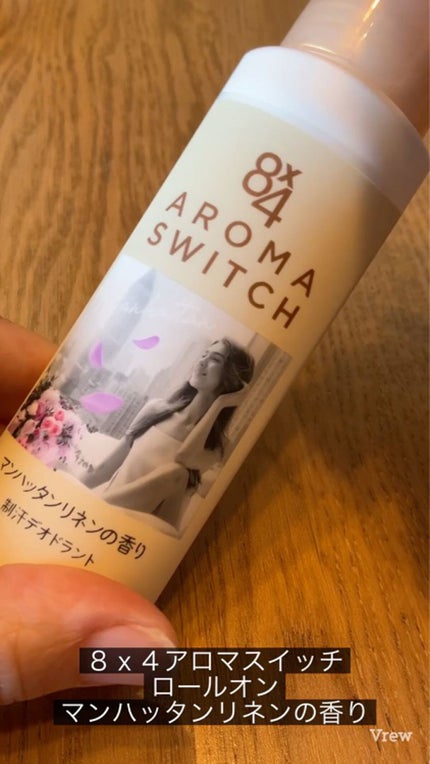 8x4
AROMA
SWITCH
マンハッタンリネンの香り
制汗デオドラント
８ｘ４アロマスイッチ
ロールオン
マンハッタンリネンの香り
Vrew